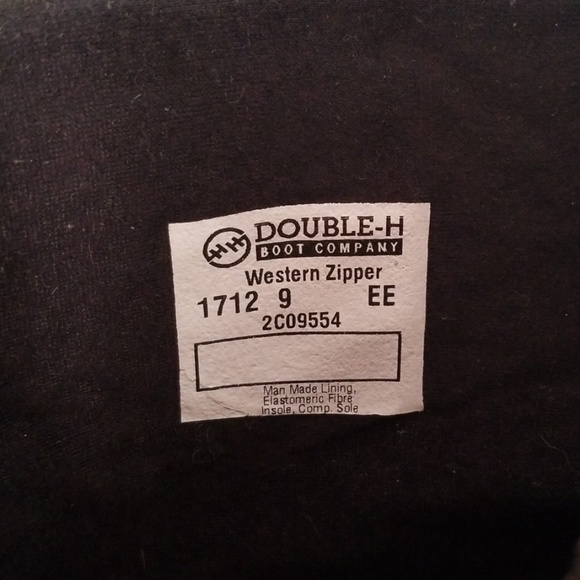 DOUBLE-H
BOOT COMPANY
Western Zipper
1712 9 EE
2C09554
Man Made Lining,
Elastomeric Fibre
Insole, Comp. Sole